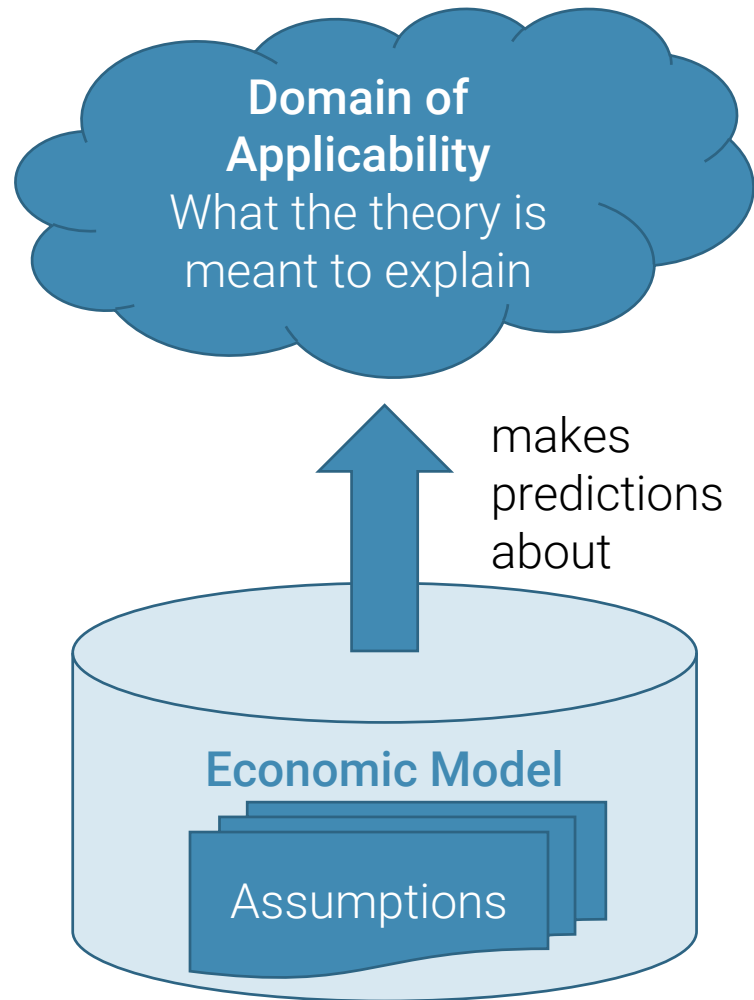 Domain of
Applicability
What the theory is
meant to explain
makes
predictions
about
Economic Model
Assumptions